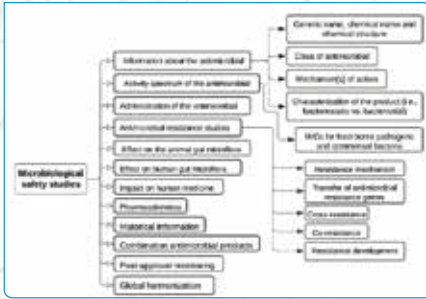 Generic name, chemical name and
chemical structure
Information about the antimicrobial
Class of antimicrobial
Activity spectrum of the antimicrobial
Mechanism(s) of action
Administration of the antimicrobial
Characterization of the product (i.e.,
bacteriostatic vs. bactericidal)
Antimicrobial resistance studies
MICs for food-borne pathogens
and commensal bacteria
Effect on the animal gut microflora
Effect on human gut microflora
Resistance mechanism
Microbiological
safety studies
Impact on human medicine
Transfer of antimicrobial
resistance genes
Pharmacokinetics
Cross-resistance
Historical information
Co-resistance
Combination antimicrobial products
Resistance development
Post approval monitoring
Global harmonization